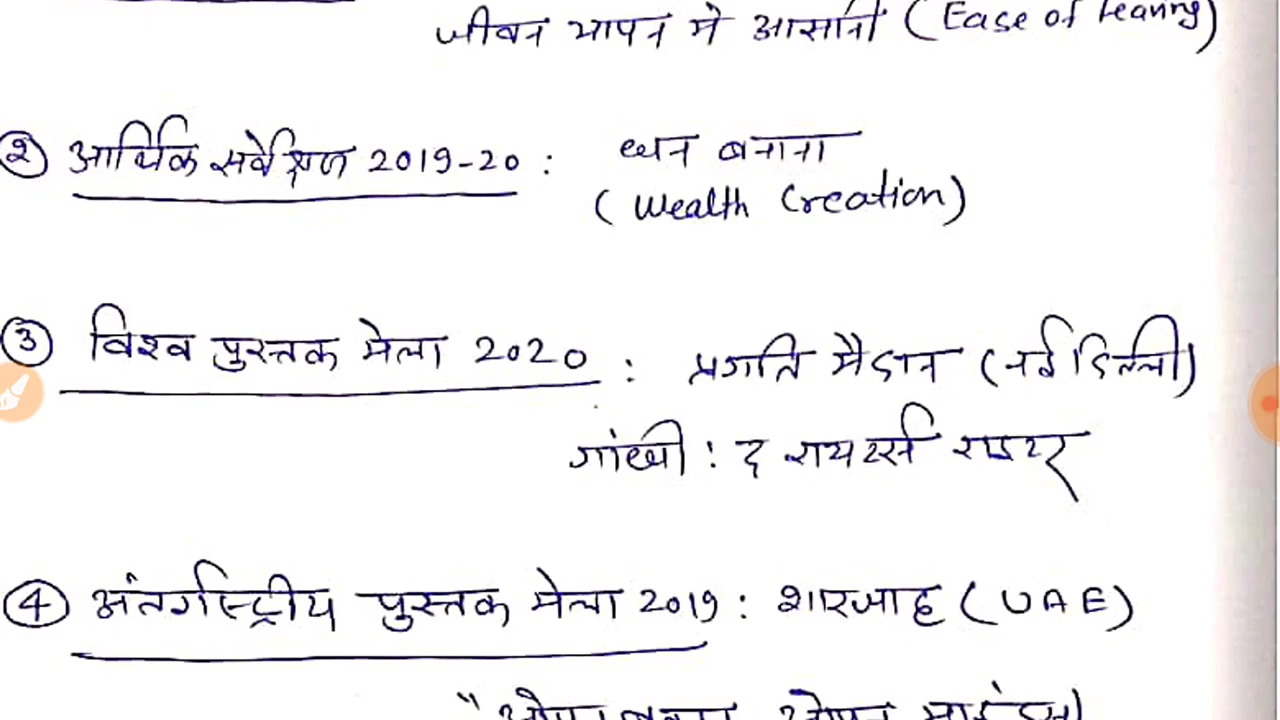 जीवन यापन मे आसानी (Ease of Leaving)
② आर्थिक सर्वेक्षण 2019-20 : धन बनाना
(Wealth Creation)
③ विश्व पुस्तक मेला 2020 : प्रगति मैदान (नई दिल्ली)
गांधी : द रायटर्स राइटर
④ अंतर्राष्ट्रीय पुस्तक मेला 2019 : शारजाह (UAE)